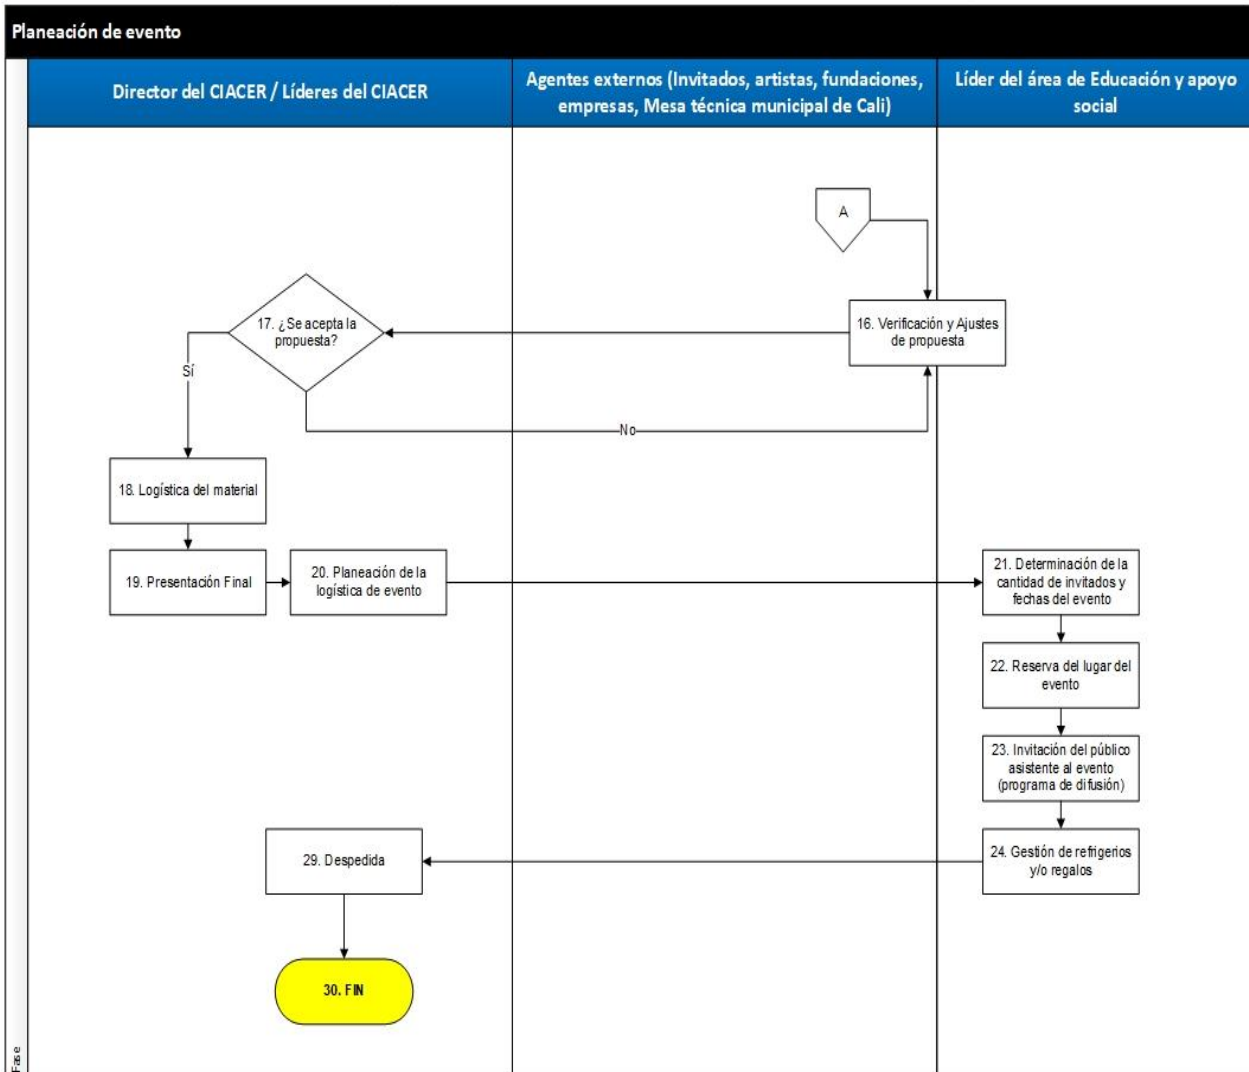 Planeación de evento
Director del CIACER / Líderes del CIACER
Agentes externos (Invitados, artistas, fundaciones,
empresas, Mesa técnica municipal de Cali)
Líder del área de Educación y apoyo
social
A
16. Verificación y Ajustes
de propuesta
17. ¿Se acepta la
propuesta?
Sí
No
18. Logística del material
19. Presentación Final
20. Planeación de la
logística de evento
21. Determinación de la
cantidad de invitados y
fechas del evento
22. Reserva del lugar del
evento
23. Invitación del público
asistente al evento
(programa de difusión)
24. Gestión de refrigerios
y/o regalos
29. Despedida
30. FIN
Fase